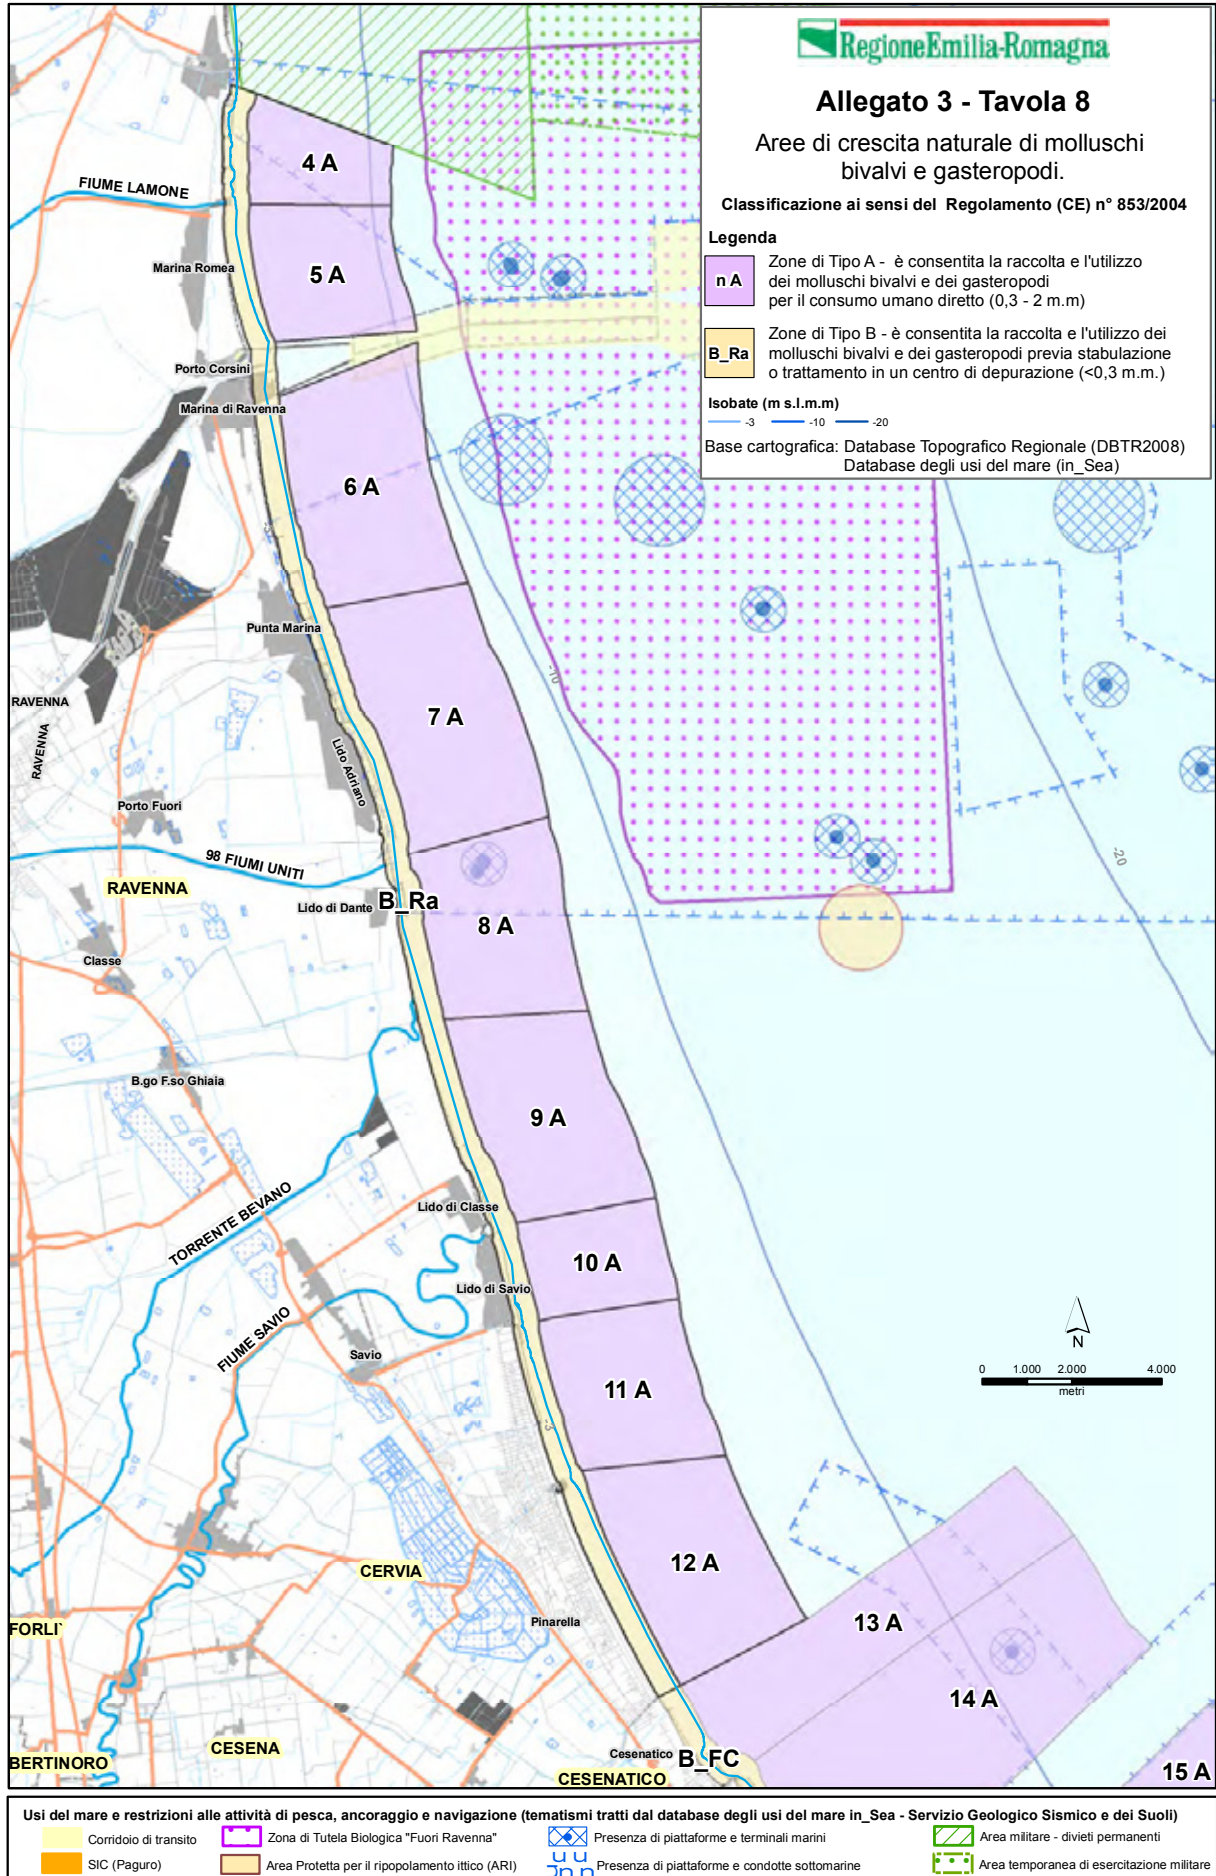 RegioneEmilia-Romagna
Allegato 3 - Tavola 8
Aree di crescita naturale di molluschi
bivalvi e gasteropodi.
Classificazione ai sensi del Regolamento (CE) n° 853/2004
Legenda
n A
Zone di Tipo A - è consentita la raccolta e l'utilizzo
dei molluschi bivalvi e dei gasteropodi
per il consumo umano diretto (0,3 - 2 m.m)
B_Ra
Zone di Tipo B - è consentita la raccolta e l'utilizzo dei
molluschi bivalvi e dei gasteropodi previa stabulazione
o trattamento in un centro di depurazione (<0,3 m.m.)
Isobate (m s.l.m.m)
-3 -10 -20
Base cartografica: Database Topografico Regionale (DBTR2008)
Database degli usi del mare (in_Sea)
4 A
FIUME LAMONE
Marina Romea
5 A
Porto Corsini
Marina di Ravenna
6 A
-3
Punta Marina
-10
RAVENNA
RAVENNA
7 A
Lido Adriano
Porto Fuori
98 FIUMI UNITI
-20
RAVENNA
Lido di Dante
B_Ra
8 A
Classe
B.go F.so Ghiaia
9 A
TORRENTE BEVANO
Lido di Classe
10 A
Lido di Savio
FIUME SAVIO
Savio
N
0 1.000 2.000 4.000
metri
11 A
-3
12 A
CERVIA
Pinarella
13 A
FORLI`
14 A
CESENA
Cesenatico
B_FC
BERTINORO
CESENATICO
15 A
Usi del mare e restrizioni alle attività di pesca, ancoraggio e navigazione (tematismi tratti dal database degli usi del mare in_Sea - Servizio Geologico Sismico e dei Suoli)
Corridoio di transito
Zona di Tutela Biologica "Fuori Ravenna"
Presenza di piattaforme e terminali marini
Area militare - divieti permanenti
SIC (Paguro)
Area Protetta per il ripopolamento ittico (ARI)
Presenza di piattaforme e condotte sottomarine
Area temporanea di esercitazione militare